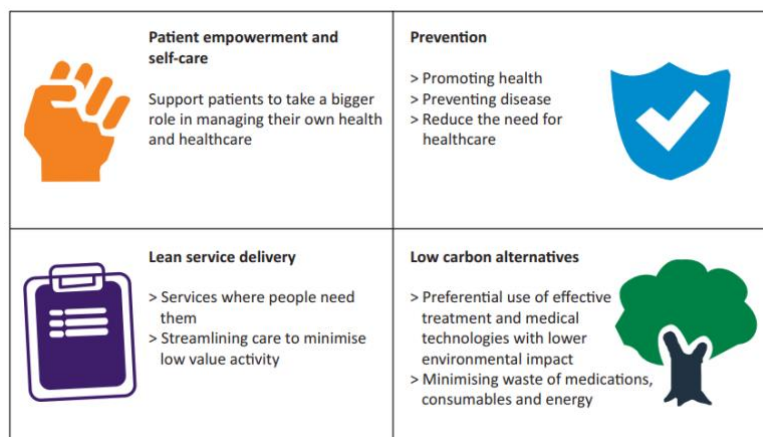 Patient empowerment and
self-care
Support patients to take a bigger
role in managing their own health
and healthcare
Prevention
> Promoting health
> Preventing disease
> Reduce the need for
healthcare
Lean service delivery
> Services where people need
them
> Streamlining care to minimise
low value activity
Low carbon alternatives
> Preferential use of effective
treatment and medical
technologies with lower
environmental impact
> Minimising waste of medications,
consumables and energy